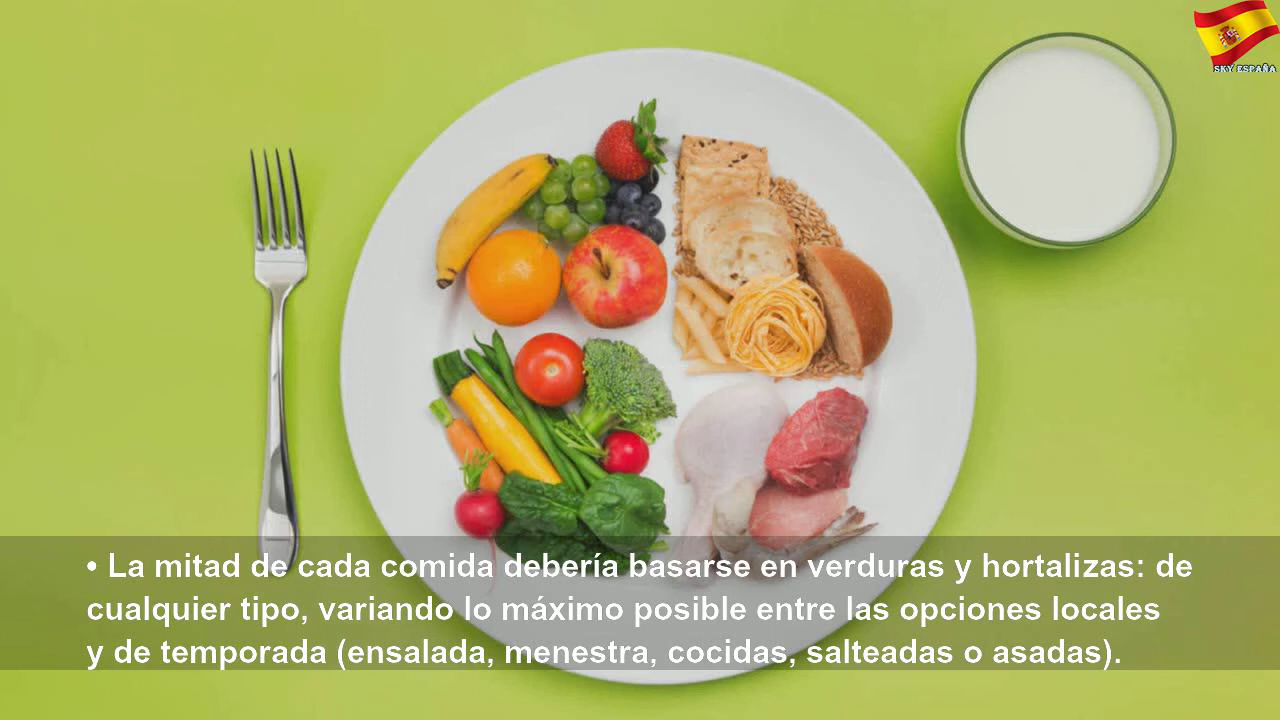 SKY ESPAÑA
• La mitad de cada comida debería basarse en verduras y hortalizas: de
cualquier tipo, variando lo máximo posible entre las opciones locales
y de temporada (ensalada, menestra, cocidas, salteadas o asadas).